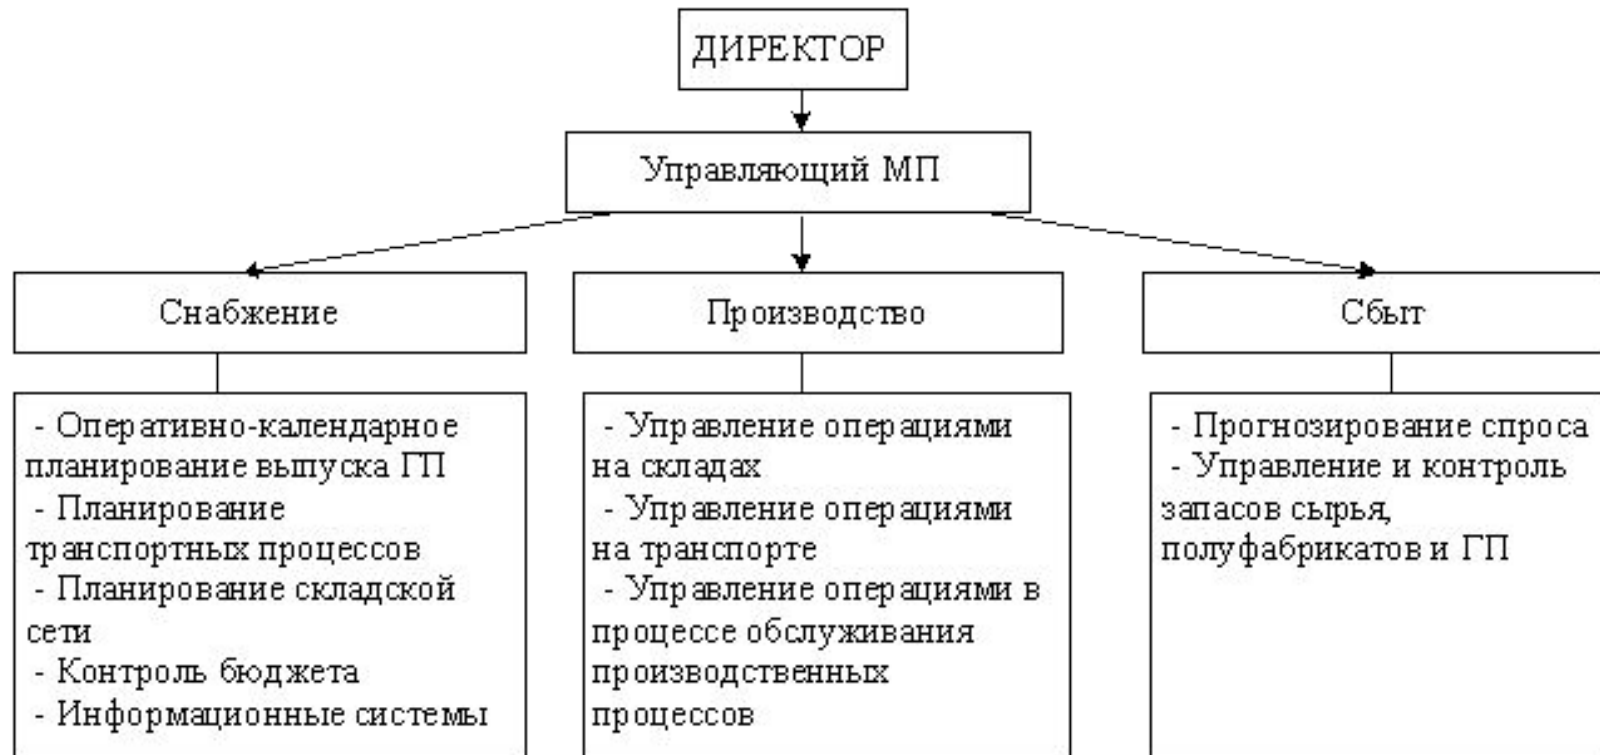 ДИРЕКТОР
Управляющий МП
Снабжение
Производство
Сбыт
- Оперативно-календарное
планирование выпуска ГП
- Планирование
транспортных процессов
- Планирование складской
сети
- Контроль бюджета
- Информационные системы
- Управление операциями
на складах
- Управление операциями
на транспорте
- Управление операциями в
процессе обслуживания
производственных
процессов
- Прогнозирование спроса
- Управление и контроль
запасов сырья,
полуфабрикатов и ГП